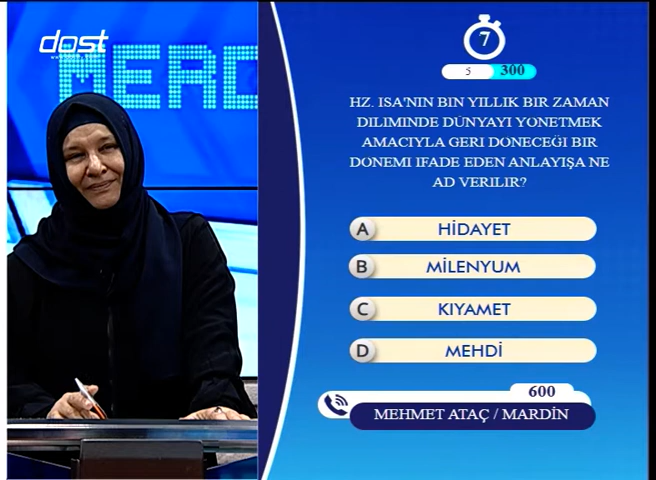 dost
MERC
7
5 300
HZ. ISA'NIN BIN YILLIK BIR ZAMAN
DILIMINDE DÜNYAYI YÖNETMEK
AMACIYLA GERI DÖNECEĞI BIR
DÖNEMI IFADE EDEN ANLAYIŞA NE
AD VERILIR?
A HİDAYET
B MİLENYUM
C KIYAMET
D MEHDİ
600
MEHMET ATAÇ / MARDİN